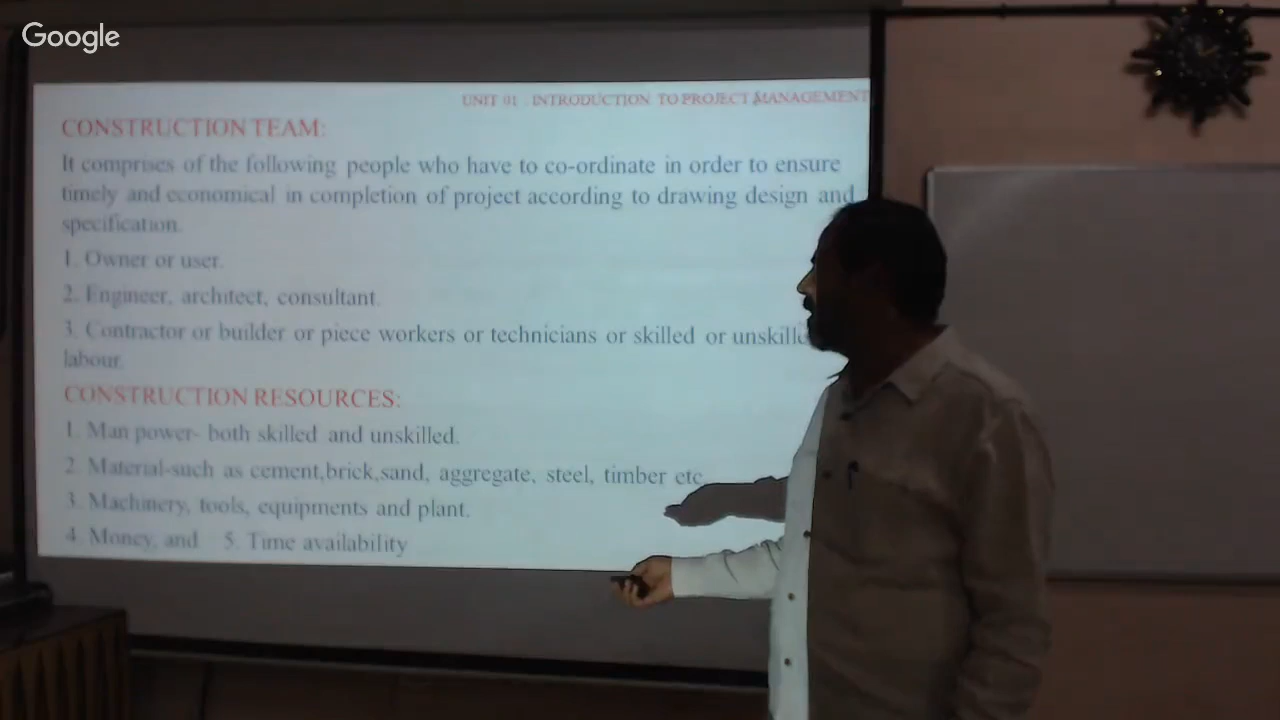 Google
UNIT 01 : INTRODUCTION TO PROJECT MANAGEMENT
CONSTRUCTION TEAM:
It comprises of the following people who have to co-ordinate in order to ensure
timely and economical in completion of project according to drawing design and
specification.
1. Owner or user.
2. Engineer, architect, consultant.
3. Contractor or builder or piece workers or technicians or skilled or unskille
labour.
CONSTRUCTION RESOURCES:
1. Man power- both skilled and unskilled.
2. Material-such as cement,brick,sand, aggregate, steel, timber etc
3. Machinery, tools, equipments and plant.
4. Money, and 5. Time availability